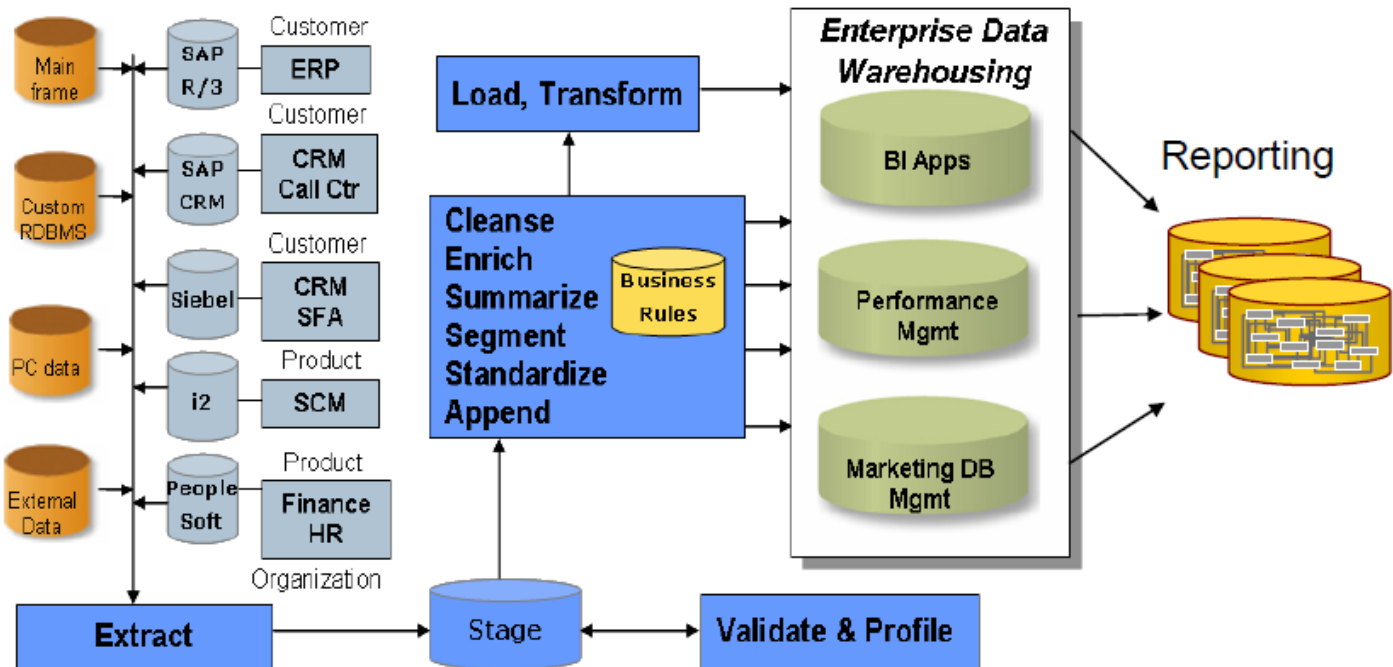 Main
frame
SAP
R/3
Customer
ERP
Custom
RDBMS
SAP
CRM
Customer
CRM
Call Ctr
Siebel
Customer
CRM
SFA
PC data
i2
Product
SCM
External
Data
People
Soft
Product
Finance
HR
Organization
Extract
Stage
Validate & Profile
Cleanse
Enrich
Summarize
Segment
Standardize
Append
Business
Rules
Load, Transform
Enterprise Data
Warehousing
BI Apps
Performance
Mgmt
Marketing DB
Mgmt
Reporting